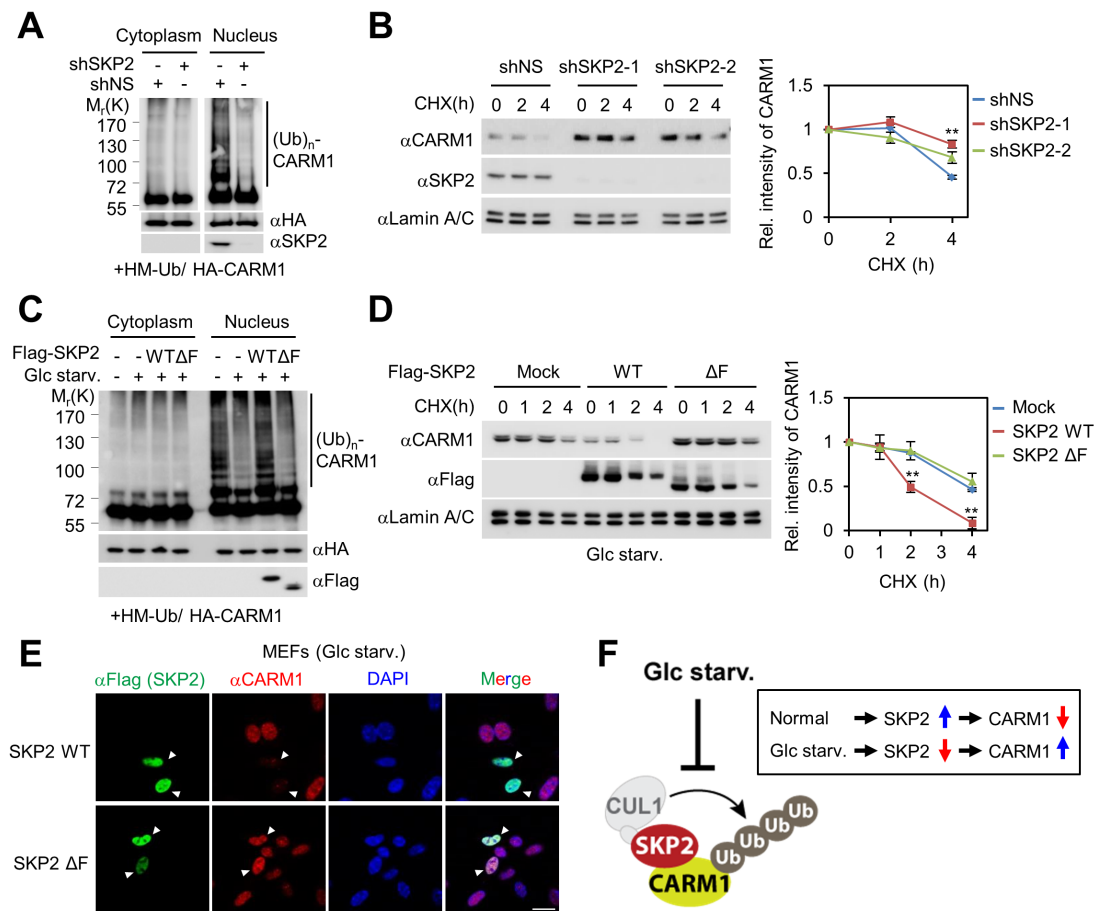 A
Cytoplasm Nucleus
shSKP2 - + - +
shNS + - + -
Mr(K)
170
130
100
72
55
(Ub)n-
CARM1
αHA
αSKP2
+HM-Ub/ HA-CARM1
B
shNS shSKP2-1 shSKP2-2
CHX(h) 0 2 4 0 2 4 0 2 4
αCARM1
αSKP2
αLamin A/C
Rel. intensity of CARM1
1.5
1
0.5
0
0 2 4
CHX (h)
**
shNS
shSKP2-1
shSKP2-2
C
Cytoplasm Nucleus
Flag-SKP2 - - WT ΔF - - WT ΔF
Glc starv. - + + + - + + +
Mr(K)
170
130
100
72
55
(Ub)n-
CARM1
αHA
αFlag
+HM-Ub/ HA-CARM1
D
Flag-SKP2 Mock WT ΔF
CHX(h) 0 1 2 4 0 1 2 4 0 1 2 4
αCARM1
αFlag
αLamin A/C
Glc starv.
Rel. intensity of CARM1
1.5
1
0.5
0
0 1 2 3 4
CHX (h)
**
**
Mock
SKP2 WT
SKP2 ΔF
E
MEFs (Glc starv.)
αFlag (SKP2) αCARM1 DAPI Merge
SKP2 WT
SKP2 ΔF
F
Glc starv.
Normal SKP2 CARM1
Glc starv. SKP2 CARM1
CUL1
SKP2
CARM1
Ub
Ub
Ub
Ub